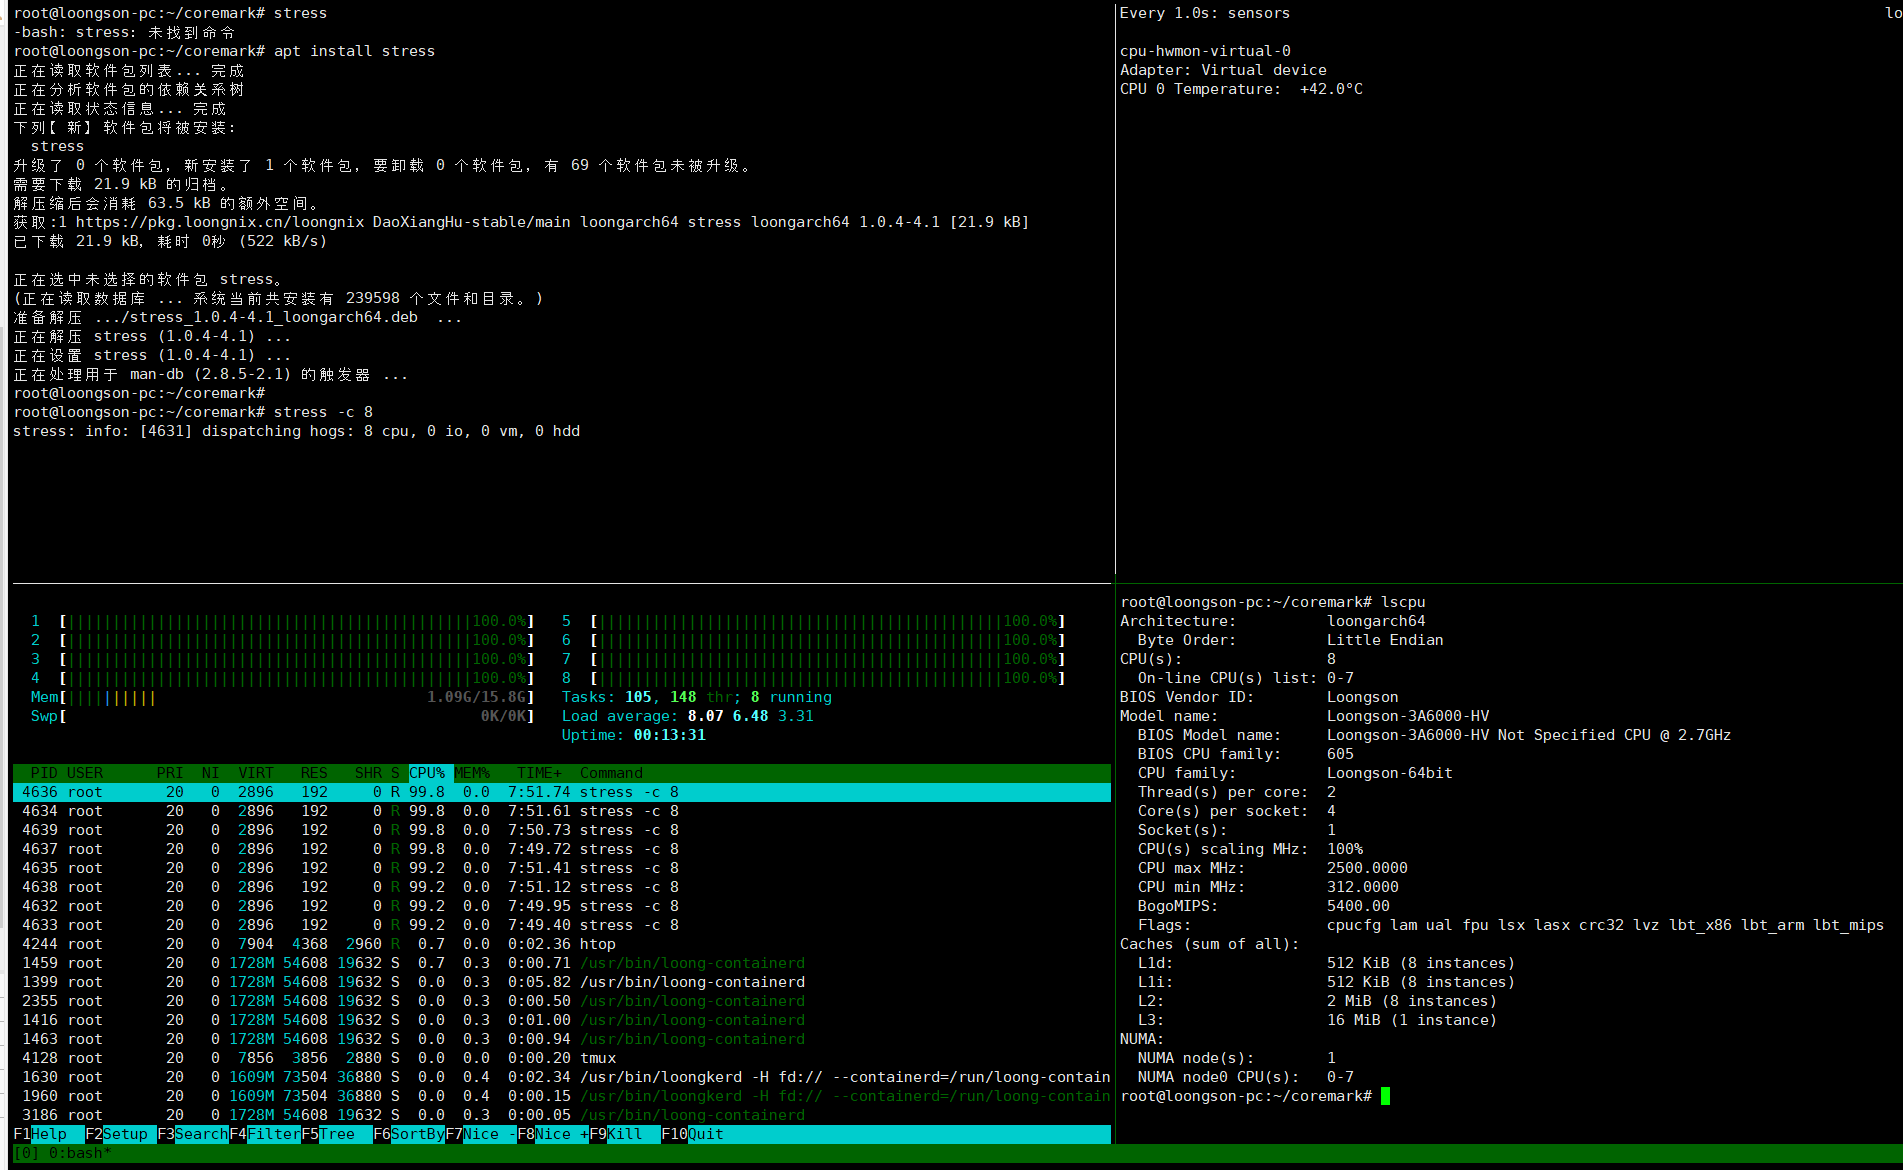 root@loongson-pc:~/coremark# stress
-bash: stress: 未找到命令
root@loongson-pc:~/coremark# apt install stress
正在读取软件包列表... 完成
正在分析软件包的依赖关系树
正在读取状态信息... 完成
下列【新】软件包将被安装:
  stress
升级了 0 个软件包，新安装了 1 个软件包，要卸载 0 个软件包，有 69 个软件包未被升级。
需要下载 21.9 kB 的归档。
解压缩后会消耗 63.5 kB 的额外空间。
获取:1 https://pkg.loongnix.cn/loongnix DaoXiangHu-stable/main loongarch64 stress loongarch64 1.0.4-4.1 [21.9 kB]
已下载 21.9 kB，耗时 0秒 (522 kB/s)
正在选中未选择的软件包 stress。
(正在读取数据库 ... 系统当前共安装有 239598 个文件和目录。)
准备解压 .../stress_1.0.4-4.1_loongarch64.deb  ...
正在解压 stress (1.0.4-4.1) ...
正在设置 stress (1.0.4-4.1) ...
正在处理用于 man-db (2.8.5-2.1) 的触发器 ...
root@loongson-pc:~/coremark#
root@loongson-pc:~/coremark# stress -c 8
stress: info: [4631] dispatching hogs: 8 cpu, 0 io, 0 vm, 0 hdd
Every 1.0s: sensors lo
cpu-hwmon-virtual-0
Adapter: Virtual device
CPU 0 Temperature:  +42.0°C
1 [100.0%] 5 [100.0%]
2 [100.0%] 6 [100.0%]
3 [100.0%] 7 [100.0%]
4 [100.0%] 8 [100.0%]
Mem[1.09G/15.8G] Tasks: 105, 148 thr; 8 running
Swp[0K/0K] Load average: 8.07 6.48 3.31
Uptime: 00:13:31
PID USER PRI NI VIRT RES SHR S CPU% MEM% TIME+ Command
4636 root 20 0 2896 192 0 R 99.8 0.0 7:51.74 stress -c 8
4634 root 20 0 2896 192 0 R 99.8 0.0 7:51.61 stress -c 8
4639 root 20 0 2896 192 0 R 99.8 0.0 7:50.73 stress -c 8
4637 root 20 0 2896 192 0 R 99.8 0.0 7:49.72 stress -c 8
4635 root 20 0 2896 192 0 R 99.2 0.0 7:51.41 stress -c 8
4638 root 20 0 2896 192 0 R 99.2 0.0 7:51.12 stress -c 8
4632 root 20 0 2896 192 0 R 99.2 0.0 7:49.95 stress -c 8
4633 root 20 0 2896 192 0 R 99.2 0.0 7:49.40 stress -c 8
4244 root 20 0 7904 4368 2960 R 0.7 0.0 0:02.36 htop
1459 root 20 0 1728M 54608 19632 S 0.7 0.3 0:00.71 /usr/bin/loong-containerd
1399 root 20 0 1728M 54608 19632 S 0.0 0.3 0:05.82 /usr/bin/loong-containerd
2355 root 20 0 1728M 54608 19632 S 0.0 0.3 0:00.50 /usr/bin/loong-containerd
1416 root 20 0 1728M 54608 19632 S 0.0 0.3 0:01.00 /usr/bin/loong-containerd
1463 root 20 0 1728M 54608 19632 S 0.0 0.3 0:00.94 /usr/bin/loong-containerd
4128 root 20 0 7856 3856 2880 S 0.0 0.0 0:00.20 tmux
1630 root 20 0 1609M 73504 36880 S 0.0 0.4 0:02.34 /usr/bin/loongkerd -H fd:// --containerd=/run/loong-contain
1960 root 20 0 1609M 73504 36880 S 0.0 0.4 0:00.15 /usr/bin/loongkerd -H fd:// --containerd=/run/loong-contain
3186 root 20 0 1728M 54608 19632 S 0.0 0.3 0:00.05 /usr/bin/loong-containerd
F1Help  F2Setup F3SearchF4FilterF5Tree  F6SortByF7Nice -F8Nice +F9Kill  F10Quit
root@loongson-pc:~/coremark# lscpu
Architecture: loongarch64
Byte Order: Little Endian
CPU(s): 8
On-line CPU(s) list: 0-7
BIOS Vendor ID: Loongson
Model name: Loongson-3A6000-HV
BIOS Model name: Loongson-3A6000-HV Not Specified CPU @ 2.7GHz
BIOS CPU family: 605
CPU family: Loongson-64bit
Thread(s) per core: 2
Core(s) per socket: 4
Socket(s): 1
CPU(s) scaling MHz: 100%
CPU max MHz: 2500.0000
CPU min MHz: 312.0000
BogoMIPS: 5400.00
Flags: cpucfg lam ual fpu lsx lasx crc32 lvz lbt_x86 lbt_arm lbt_mips
Caches (sum of all):
L1d: 512 KiB (8 instances)
L1i: 512 KiB (8 instances)
L2: 2 MiB (8 instances)
L3: 16 MiB (1 instance)
NUMA:
NUMA node(s): 1
NUMA node0 CPU(s): 0-7
root@loongson-pc:~/coremark#
[0] 0:bash*